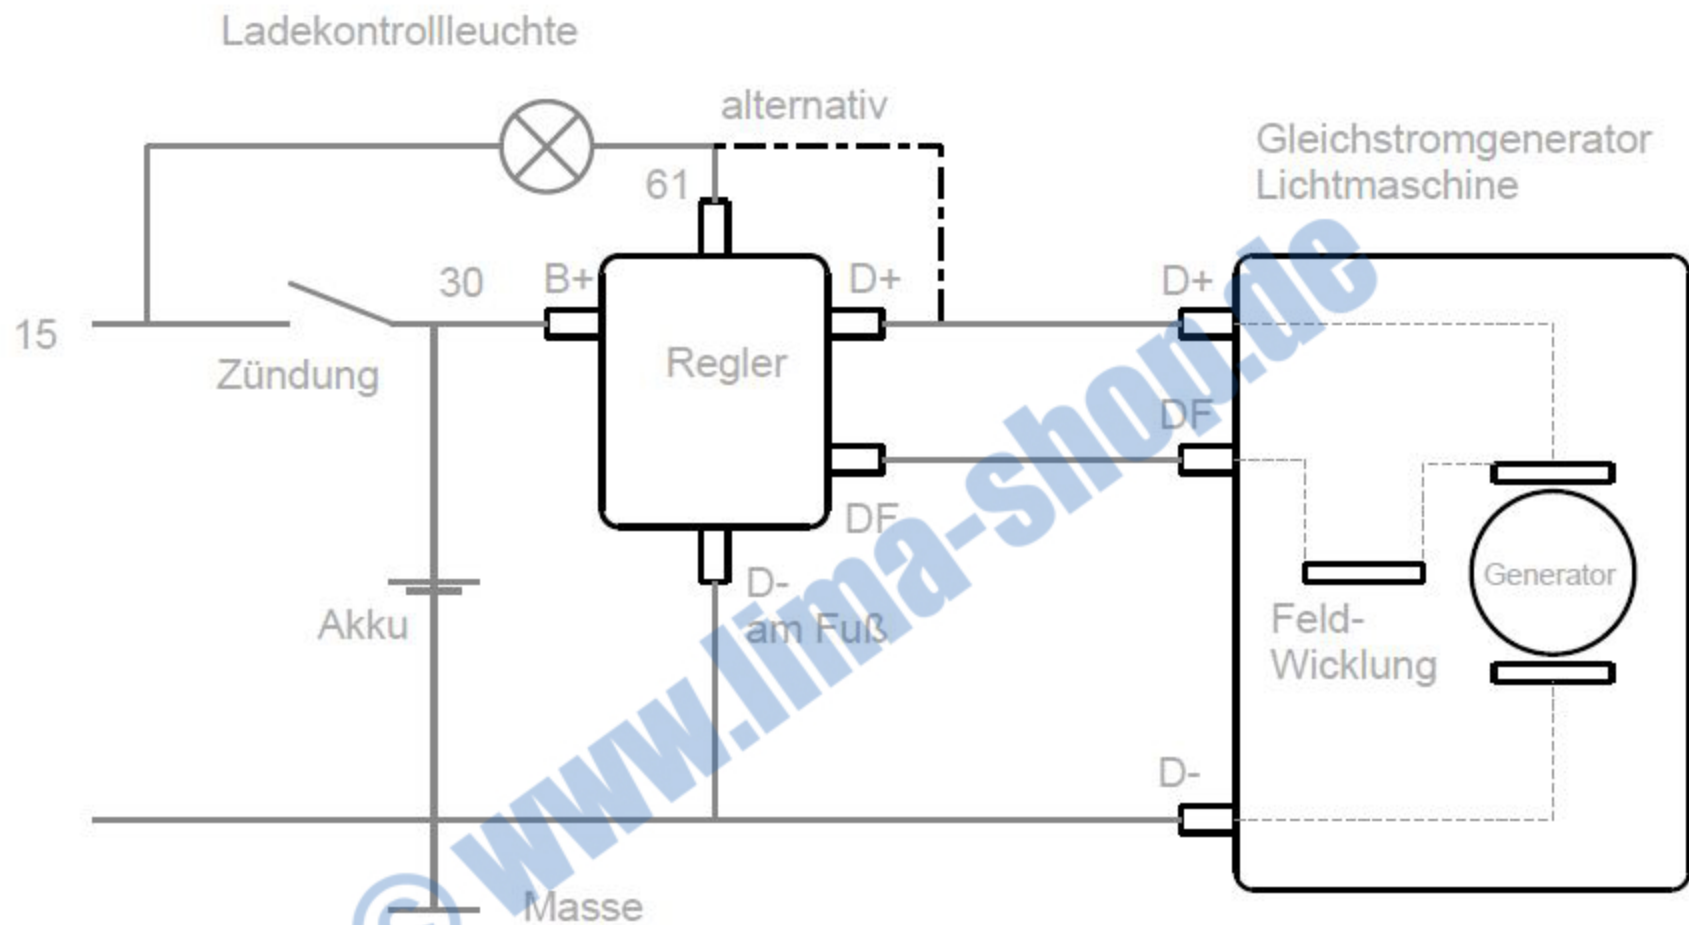 Ladekontrollleuchte
alternativ
Gleichstromgenerator
Lichtmaschine
61
30
B+
D+
D+
15
Zündung
Regler
DF
DF
D-
am Fuß
Akku
Generator
Feld-
Wicklung
D-
Masse
© www.lima-shop.de